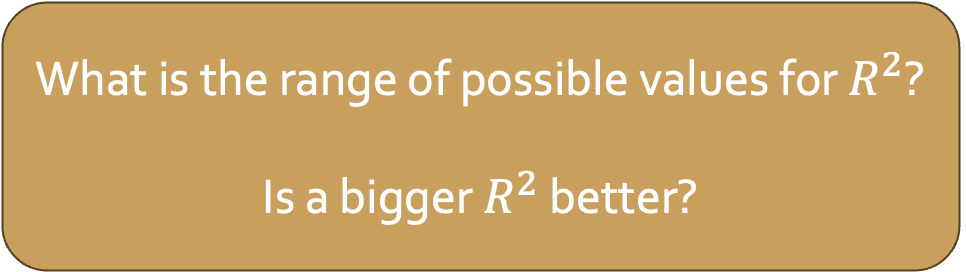 What is the range of possible values for R²?
Is a bigger R² better?